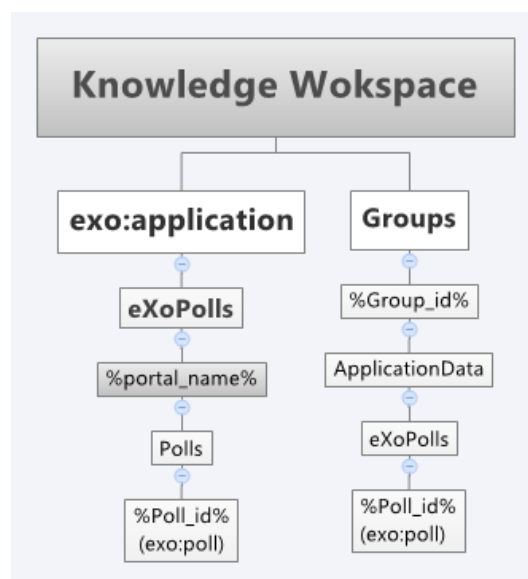 Knowledge Wokspace
exo:application
Groups
eXoPolls
%Group_id%
%portal_name%
ApplicationData
Polls
eXoPolls
%Poll_id%
(exo:poll)
%Poll_id%
(exo:poll)